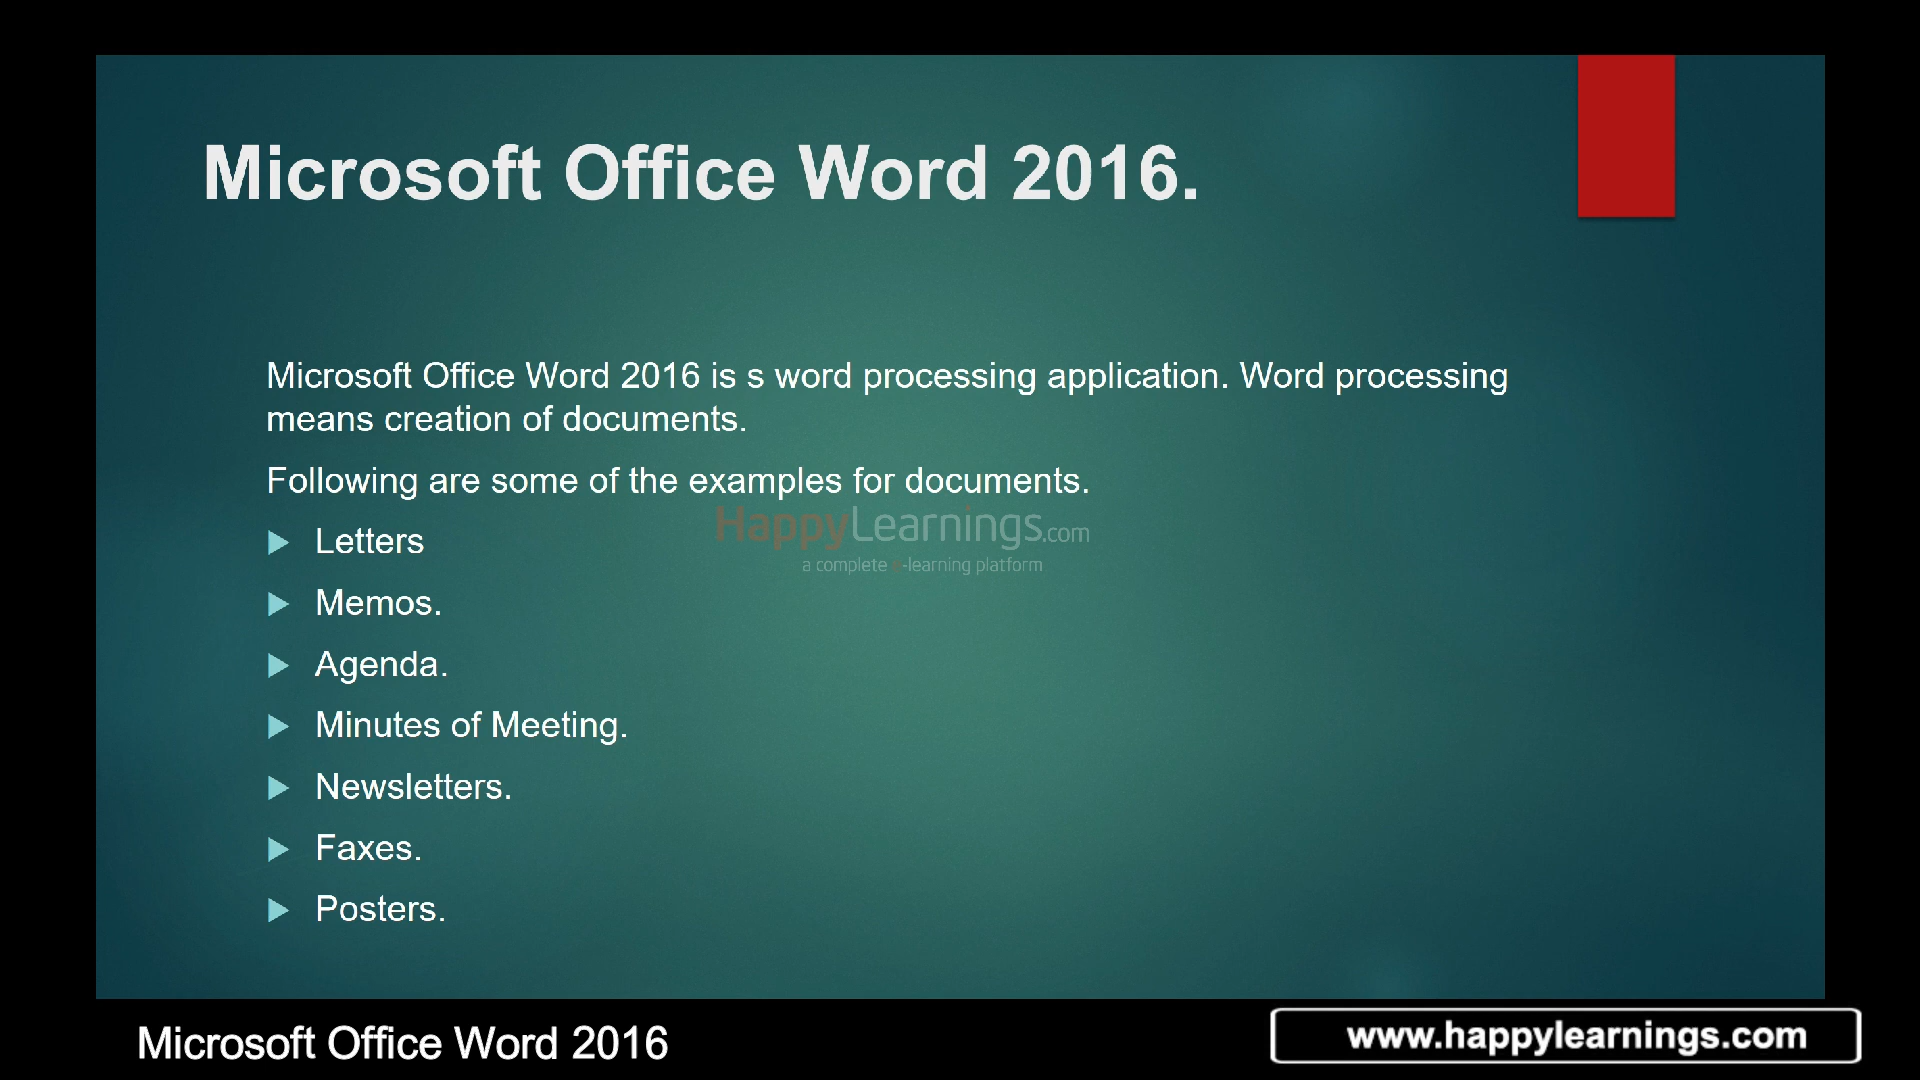 Microsoft Office Word 2016.
Microsoft Office Word 2016 is s word processing application. Word processing
means creation of documents.
Following are some of the examples for documents.
HappyLearnings.com
a complete e-learning platform
Letters
Memos.
Agenda.
Minutes of Meeting.
Newsletters.
Faxes.
Posters.
Microsoft Office Word 2016
www.happylearnings.com